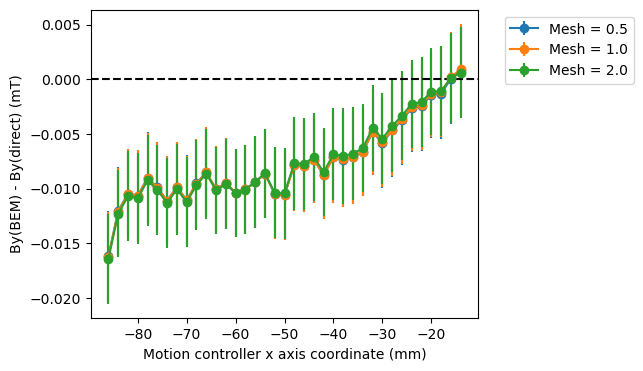 0.005
0.000
−0.005
−0.010
−0.015
−0.020
By(BEM) - By(direct) (mT)
−80
−70
−60
−50
−40
−30
−20
Motion controller x axis coordinate (mm)
Mesh = 0.5
Mesh = 1.0
Mesh = 2.0